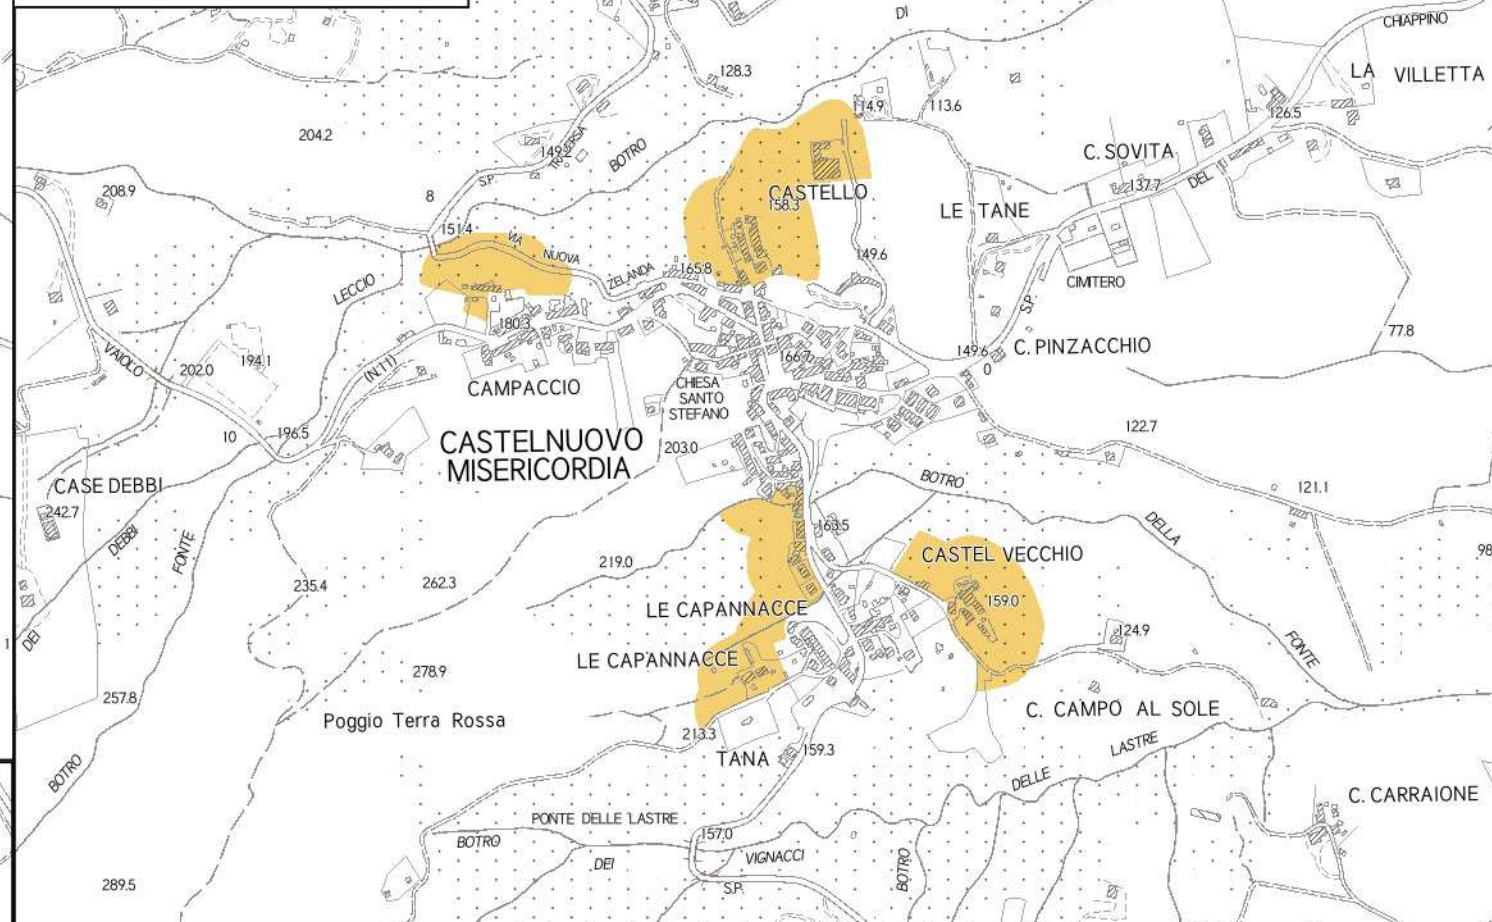 DI
CHIAPPINO
128.3
LA VILLETTA
114.9
113.6
126.5
204.2
149.2
TRAVERSA
BOTRO
C. SOVITA
S.P.
137.7
DEL
208.9
8
CASTELLO
158.3
LE TANE
151.4
VIA
NUOVA
ZELANDA
165.8
149.6
CIMITERO
LECCIO
S.P.
180.3
77.8
VAIOLO
202.0
194.1
(N.11)
166.7
149.6
0
C. PINZACCHIO
CAMPACCIO
CHIESA
SANTO
STEFANO
10
196.5
CASTELNUOVO
MISERICORDIA
203.0
122.7
CASE DEBBI
242.7
BOTRO
121.1
DEBBI
FONTE
163.5
DELLA
CASTEL VECCHIO
98
219.0
235.4
262.3
159.0
LE CAPANNACCE
DEI
1
124.9
FONTE
LE CAPANNACCE
278.9
257.8
Poggio Terra Rossa
C. CAMPO AL SOLE
213.3
TANA
159.3
LASTRE
BOTRO
DELLE
C. CARRAIONE
PONTE DELLE LASTRE
157.0
BOTRO
DEI
VIGNACCI
BOTRO
289.5
S.P.